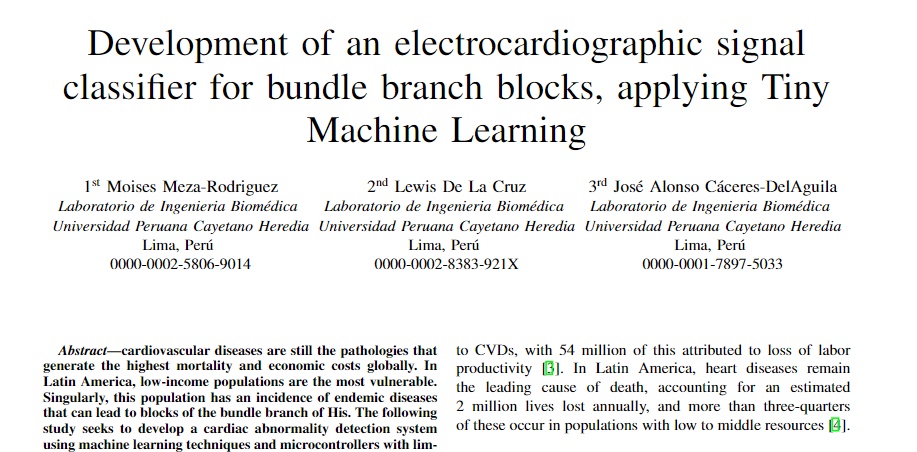 Development of an electrocardiographic signal
classifier for bundle branch blocks, applying Tiny
Machine Learning
1st Moises Meza-Rodriguez
Laboratorio de Ingenieria Biomédica
Universidad Peruana Cayetano Heredia
Lima, Perú
0000-0002-5806-9014
2nd Lewis De La Cruz
Laboratorio de Ingenieria Biomédica
Universidad Peruana Cayetano Heredia
Lima, Perú
0000-0002-8383-921X
3rd José Alonso Cáceres-DelAguila
Laboratorio de Ingenieria Biomédica
Universidad Peruana Cayetano Heredia
Lima, Perú
0000-0001-7897-5033
Abstract—cardiovascular diseases are still the pathologies that
generate the highest mortality and economic costs globally. In
Latin America, low-income populations are the most vulnerable.
Singularly, this population has an incidence of endemic diseases
that can lead to blocks of the bundle branch of His. The following
study seeks to develop a cardiac abnormality detection system
using machine learning techniques and microcontrollers with lim-
to CVDs, with 54 million of this attributed to loss of labor
productivity [3]. In Latin America, heart diseases remain
the leading cause of death, accounting for an estimated
2 million lives lost annually, and more than three-quarters
of these occur in populations with low to middle resources [4].